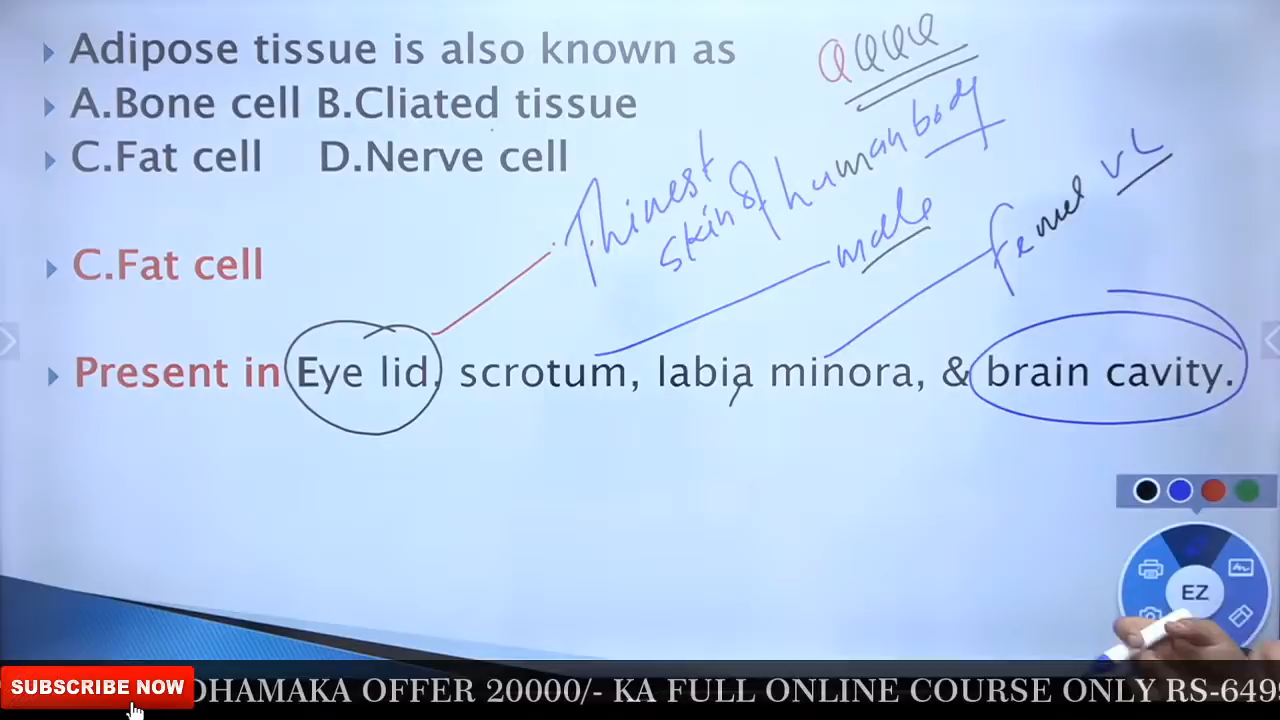 Adipose tissue is also known as
A.Bone cell B.Cliated tissue
C.Fat cell D.Nerve cell
Thinest
skin of human body
male
C.Fat cell
Present in Eye lid, scrotum, labia minora, & brain cavity.
EZ
SUBSCRIBE NOW
DHAMAKA OFFER 20000/- KA FULL ONLINE COURSE ONLY RS-649